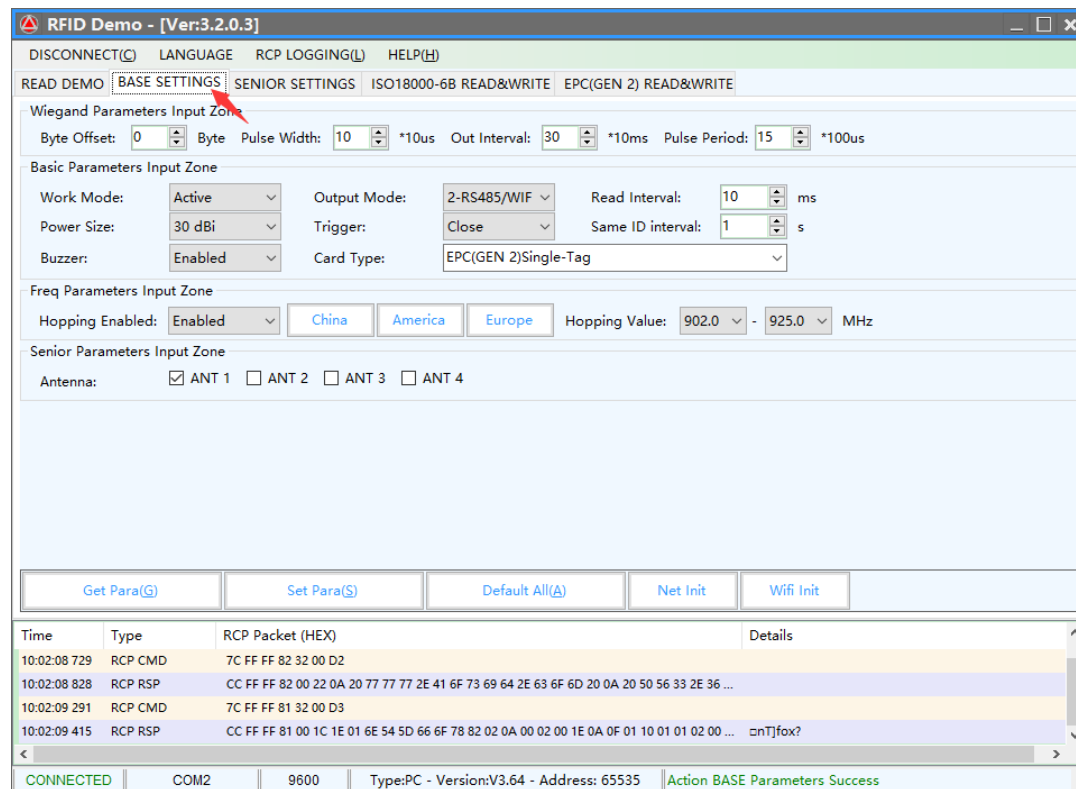 RFID Demo - [Ver:3.2.0.3]
DISCONNECT(C) LANGUAGE RCP LOGGING(L) HELP(H)
READ DEMO BASE SETTINGS SENIOR SETTINGS ISO18000-6B READ&WRITE EPC(GEN 2) READ&WRITE
Wiegand Parameters Input Zone
Byte Offset: 0 Byte Pulse Width: 10 *10us Out Interval: 30 *10ms Pulse Period: 15 *100us
Basic Parameters Input Zone
Work Mode: Active Output Mode: 2-RS485/WIF Read Interval: 10 ms
Power Size: 30 dBi Trigger: Close Same ID interval: 1 s
Buzzer: Enabled Card Type: EPC(GEN 2)Single-Tag
Freq Parameters Input Zone
Hopping Enabled: Enabled China America Europe Hopping Value: 902.0 - 925.0 MHz
Senior Parameters Input Zone
Antenna: ANT 1 ANT 2 ANT 3 ANT 4
Get Para(G) Set Para(S) Default All(A) Net Init Wifi Init
Time Type RCP Packet (HEX) Details
10:02:08 729 RCP CMD 7C FF FF 82 32 00 D2
10:02:08 828 RCP RSP CC FF FF 82 00 22 0A 20 77 77 77 2E 41 6F 73 69 64 2E 63 6F 6D 20 0A 20 50 56 33 2E 36 ...
10:02:09 291 RCP CMD 7C FF FF 81 32 00 D3
10:02:09 415 RCP RSP CC FF FF 81 00 1C 1E 01 6E 54 5D 66 6F 78 82 02 0A 00 02 00 1E 0A 0F 01 10 01 01 02 00 ... □nT]fox?
CONNECTED COM2 9600 Type:PC - Version:V3.64 - Address: 65535 Action BASE Parameters Success